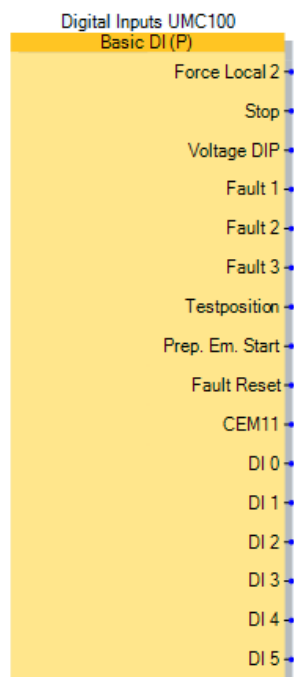 Digital Inputs UMC100
Basic DI (P)
Force Local 2
Stop
Voltage DIP
Fault 1
Fault 2
Fault 3
Testposition
Prep. Em. Start
Fault Reset
CEM11
DI 0
DI 1
DI 2
DI 3
DI 4
DI 5